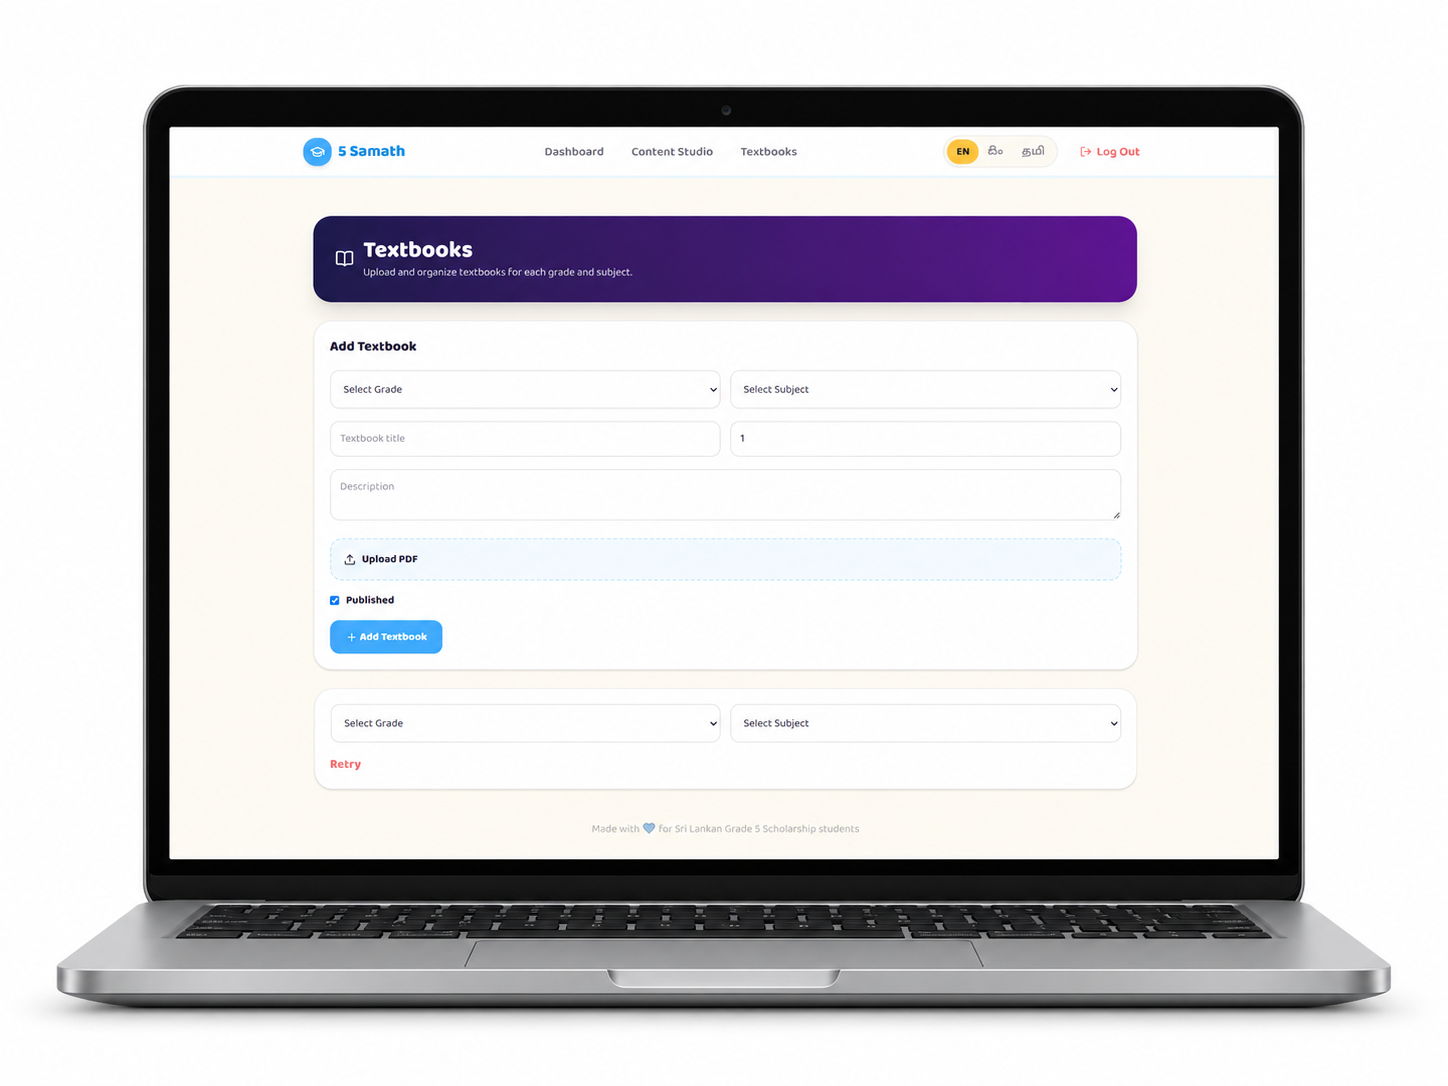 5 Samath
Dashboard Content Studio Textbooks
EN සිං தமி Log Out
Textbooks
Upload and organize textbooks for each grade and subject.
Add Textbook
Select Grade Select Subject
Textbook title 1
Description
Upload PDF
Published
+ Add Textbook
Select Grade Select Subject
Retry
Made with 💙 for Sri Lankan Grade 5 Scholarship students